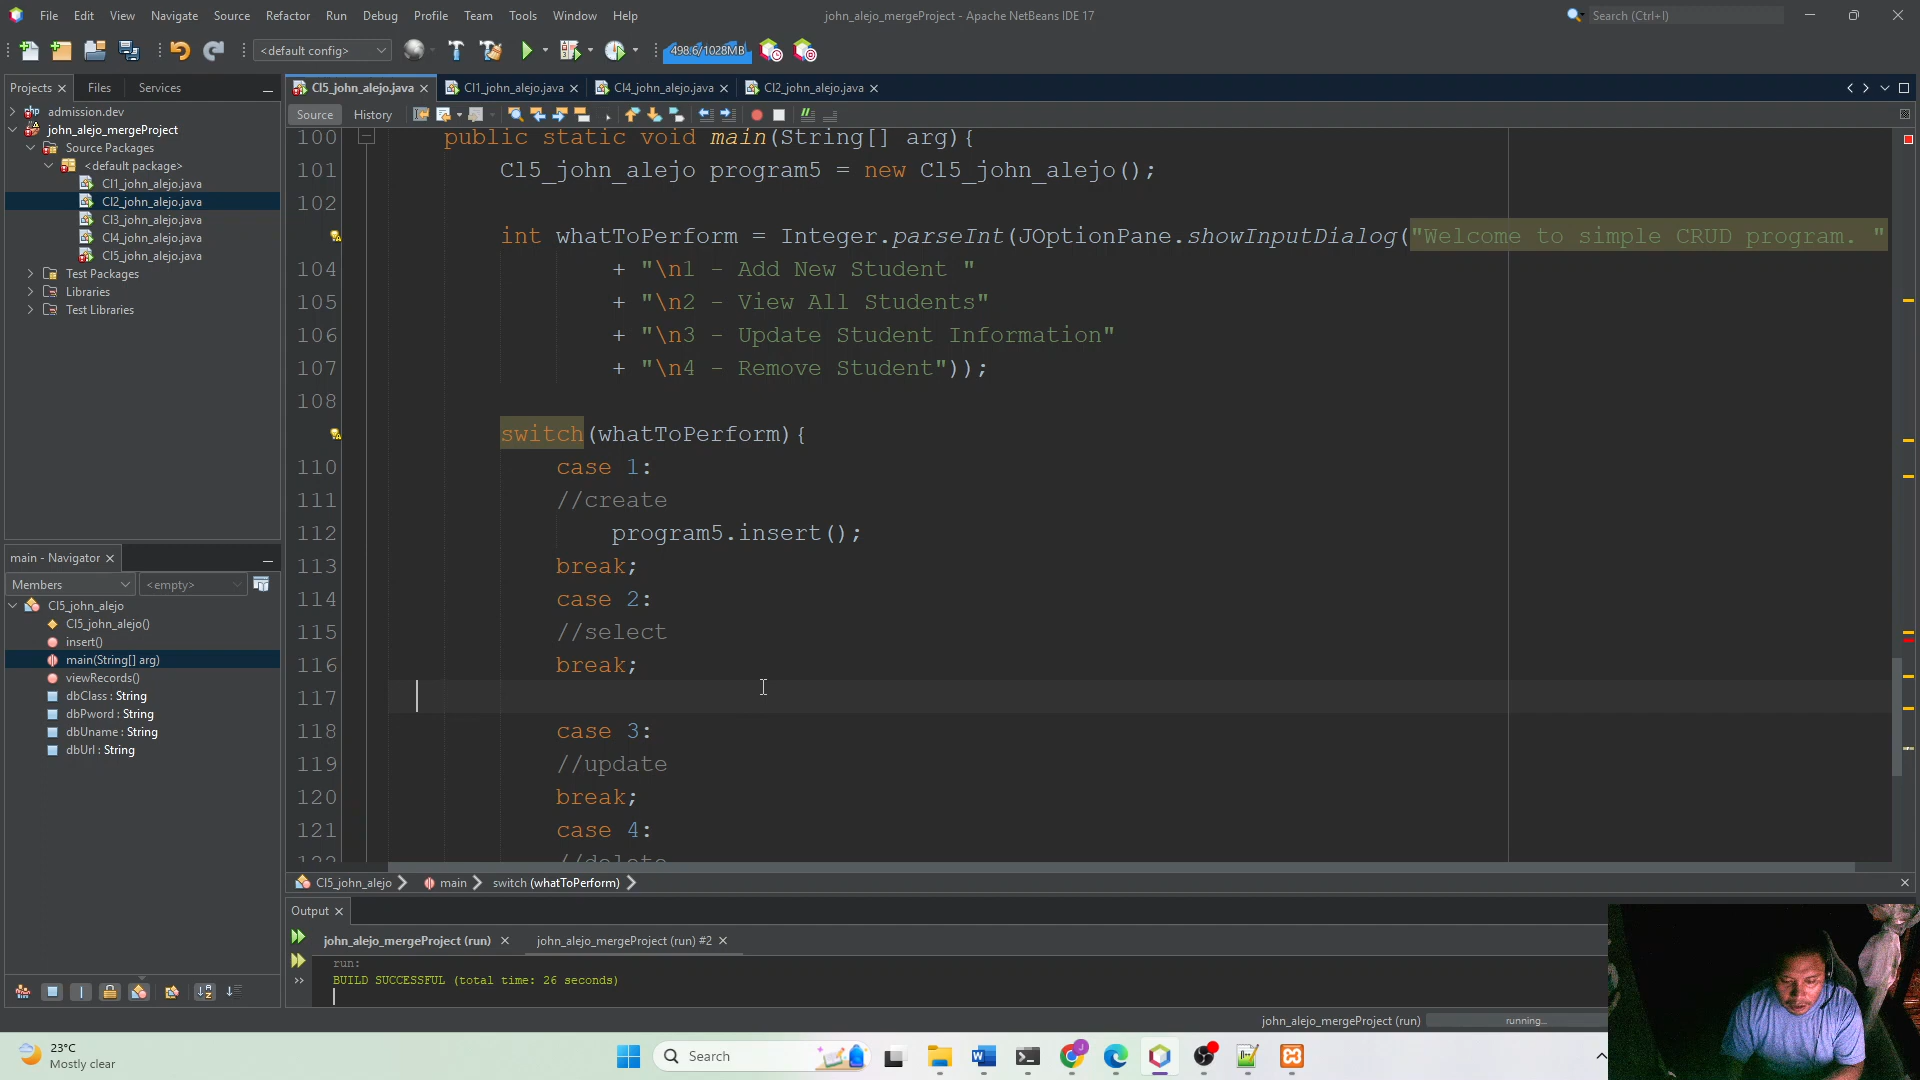 File Edit View Navigate Source Refactor Run Debug Profile Team Tools Window Help
john_alejo_mergeProject - Apache NetBeans IDE 17
Search (Ctrl+I)
<default config>
498.6/1028MB
Projects
Files
Services
admission.dev
john_alejo_mergeProject
Source Packages
<default package>
Cl1_john_alejo.java
Cl2_john_alejo.java
Cl3_john_alejo.java
Cl4_john_alejo.java
Cl5_john_alejo.java
Test Packages
Libraries
Test Libraries
main - Navigator
Members
<empty>
Cl5_john_alejo
Cl5_john_alejo()
insert()
main(String[] arg)
viewRecords()
dbClass : String
dbPword : String
dbUname : String
dbUrl : String
Cl5_john_alejo.java
Cl1_john_alejo.java
Cl4_john_alejo.java
Cl2_john_alejo.java
Source
History
100 public static void main(String[] arg){
101 Cl5_john_alejo program5 = new Cl5_john_alejo();
102
int whatToPerform = Integer.parseInt(JOptionPane.showInputDialog("Welcome to simple CRUD program. "
104 + "\n1 - Add New Student "
105 + "\n2 - View All Students"
106 + "\n3 - Update Student Information"
107 + "\n4 - Remove Student"));
108
switch(whatToPerform){
110 case 1:
111 //create
112 program5.insert();
113 break;
114 case 2:
115 //select
116 break;
117
118 case 3:
119 //update
120 break;
121 case 4:
122 //delete
Cl5_john_alejo
main
switch (whatToPerform)
Output
john_alejo_mergeProject (run)
john_alejo_mergeProject (run) #2
run:
BUILD SUCCESSFUL (total time: 26 seconds)
john_alejo_mergeProject (run)
running...
23°C
Mostly clear
Search